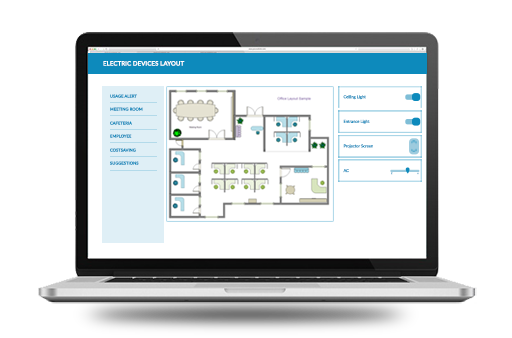 ELECTRIC DEVICES LAYOUT
USAGE ALERT
MEETING ROOM
CAFETERIA
EMPLOYEE
COSTSAVING
SUGGESTIONS
Office Layout Sample
Reception
Ceiling Light
Entrance Light
Projector Screen
AC